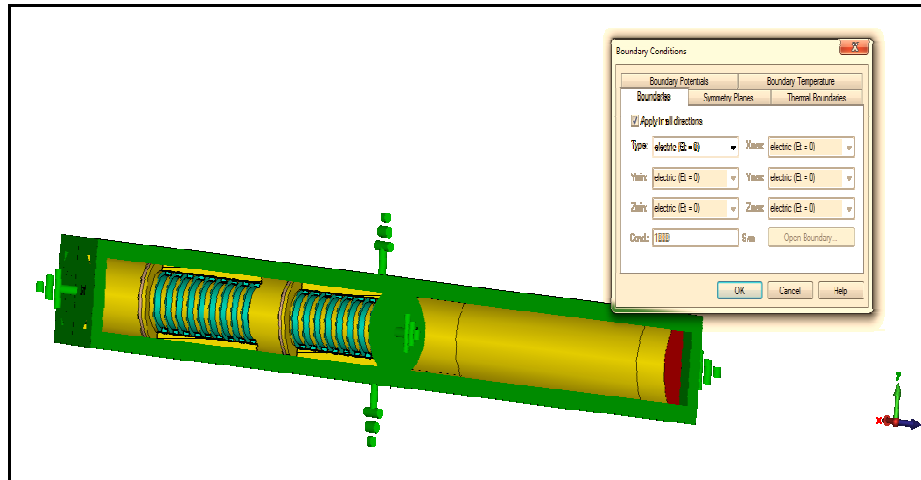 Boundary Conditions
Boundary Potentials Boundary Temperature
Boundaries Symmetry Planes Thermal Boundaries
Apply in all directions
Type: electric (Et = 0) Xmax: electric (Et = 0)
Ymin: electric (Et = 0) Ymax: electric (Et = 0)
Zmin: electric (Et = 0) Zmax: electric (Et = 0)
Cond.: 1000 S/m Open Boundary...
OK Cancel Help
x